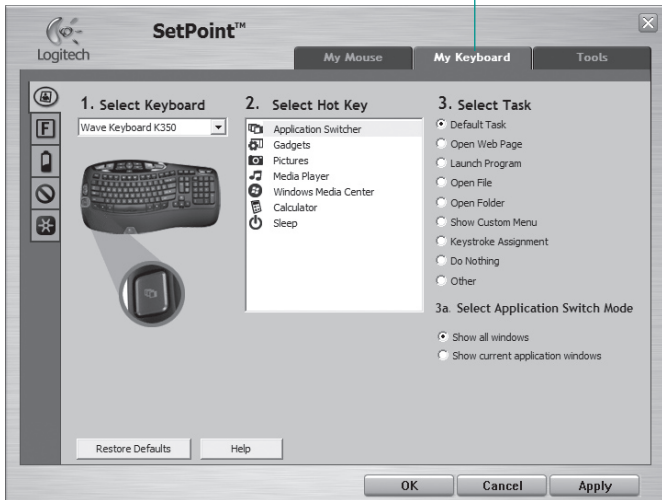 SetPoint™
Logitech
My Mouse
My Keyboard
Tools
1. Select Keyboard
Wave Keyboard K350
2. Select Hot Key
Application Switcher
Gadgets
Pictures
Media Player
Windows Media Center
Calculator
Sleep
3. Select Task
Default Task
Open Web Page
Launch Program
Open File
Open Folder
Show Custom Menu
Keystroke Assignment
Do Nothing
Other
3a. Select Application Switch Mode
Show all windows
Show current application windows
Restore Defaults
Help
OK
Cancel
Apply